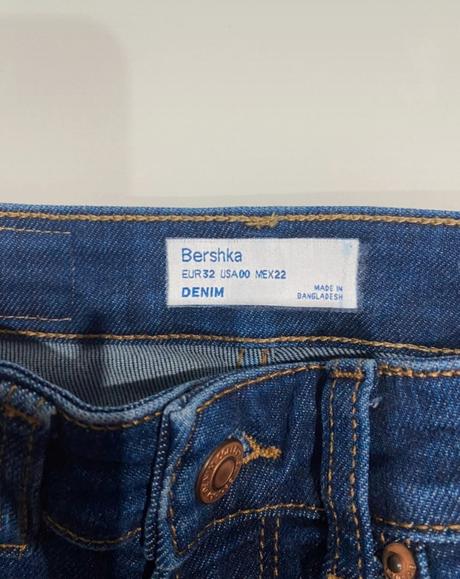 Bershka
EUR32 USA00 MEX22
DENIM
MADE IN
BANGLADESH